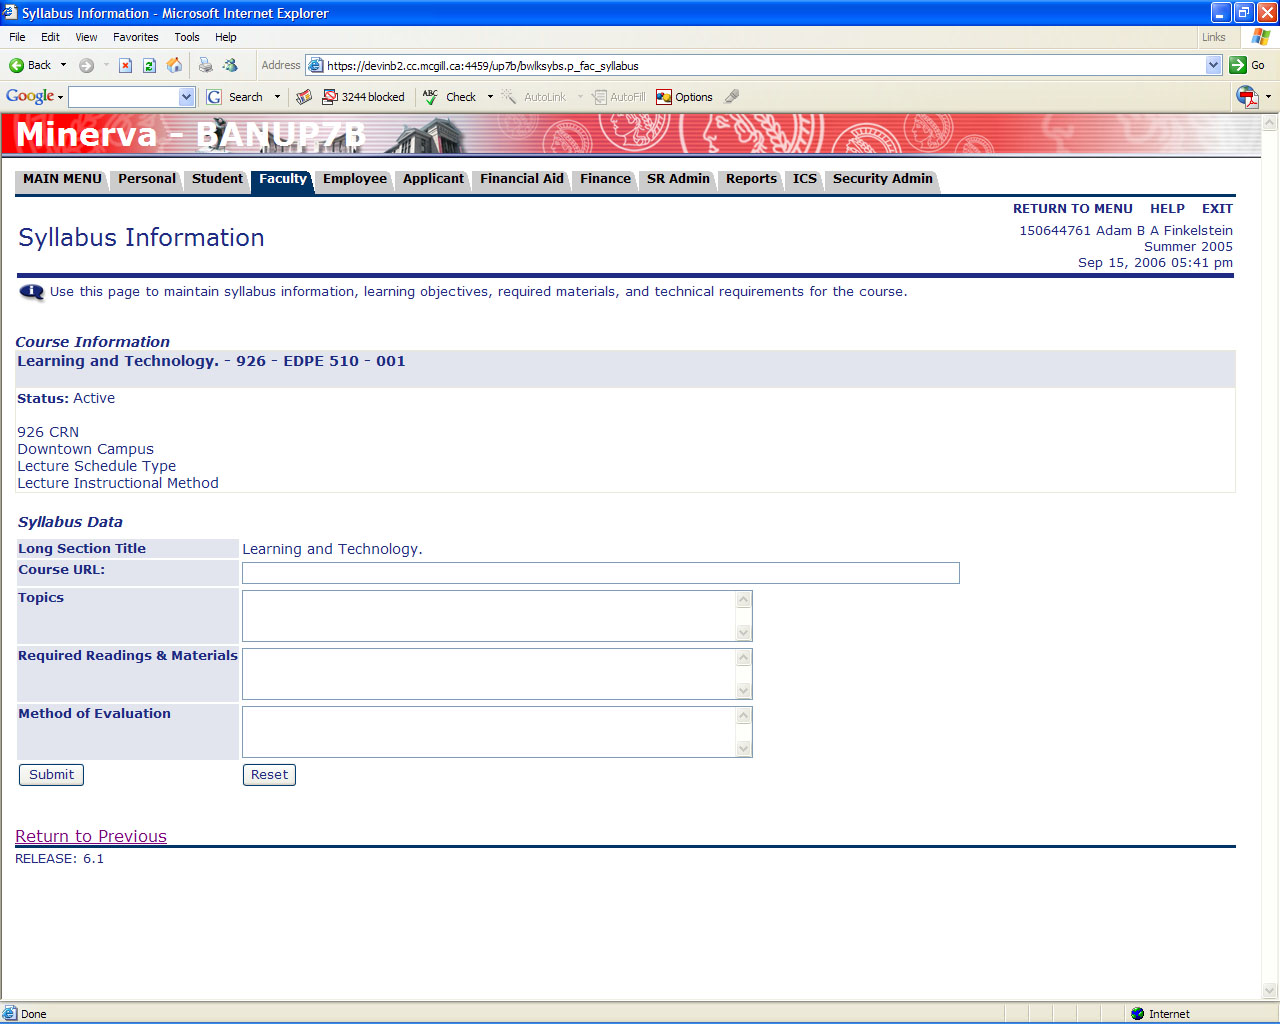 Syllabus Information - Microsoft Internet Explorer
File Edit View Favorites Tools Help Links
Back Address https://devinb2.cc.mcgill.ca:4459/up7b/bwlksybs.p_fac_syllabus Go
Google G Search 3244 blocked ABC Check AutoLink AutoFill Options
Minerva - BANUP7B
MAIN MENU Personal Student Faculty Employee Applicant Financial Aid Finance SR Admin Reports ICS Security Admin
RETURN TO MENU HELP EXIT
Syllabus Information
150644761 Adam B A Finkelstein
Summer 2005
Sep 15, 2006 05:41 pm
Use this page to maintain syllabus information, learning objectives, required materials, and technical requirements for the course.
Course Information
Learning and Technology. - 926 - EDPE 510 - 001
Status: Active
926 CRN
Downtown Campus
Lecture Schedule Type
Lecture Instructional Method
Syllabus Data
Long Section Title Learning and Technology.
Course URL:
Topics
Required Readings & Materials
Method of Evaluation
Submit Reset
Return to Previous
RELEASE: 6.1
Done Internet